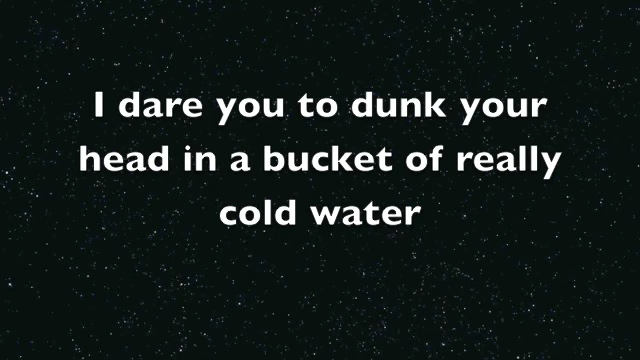 I dare you to dunk your
head in a bucket of really
cold water